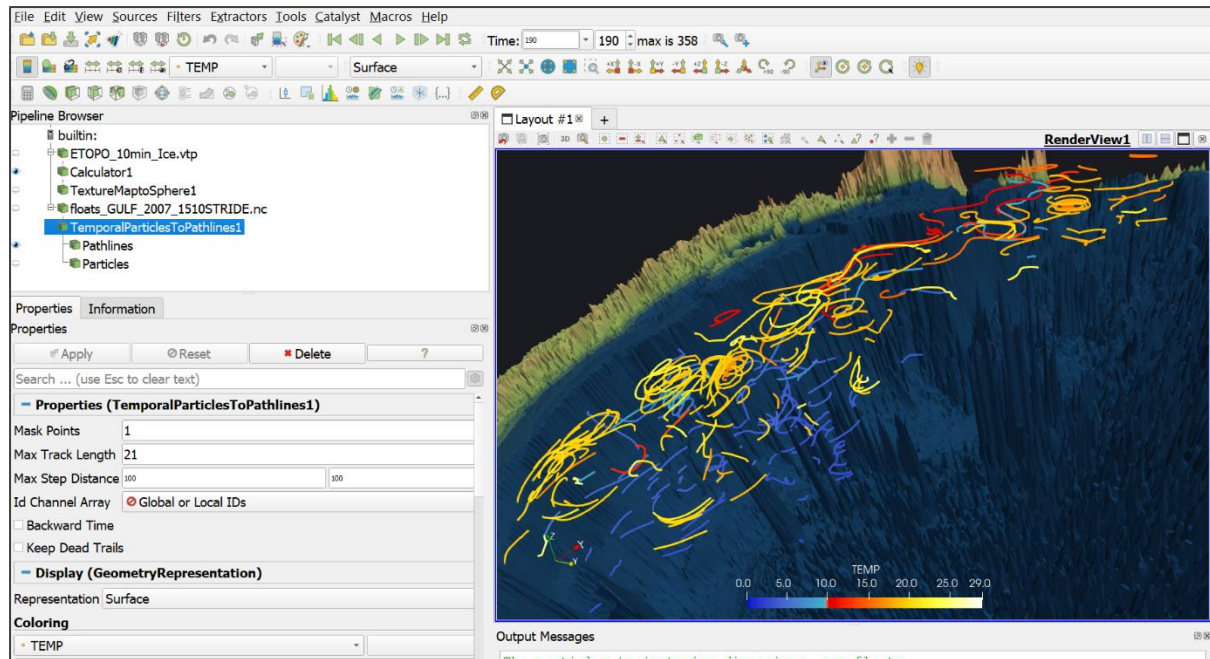 File Edit View Sources Filters Extractors Tools Catalyst Macros Help
Time: 190 190 max is 358
TEMP Surface
Pipeline Browser
builtin:
ETOPO_10min_Ice.vtp
Calculator1
TextureMaptoSphere1
floats_GULF_2007_1510STRIDE.nc
TemporalParticlesToPathlines1
Pathlines
Particles
Properties Information
Properties
Apply Reset Delete ?
Search ... (use Esc to clear text)
Properties (TemporalParticlesToPathlines1)
Mask Points 1
Max Track Length 21
Max Step Distance 100 100
Id Channel Array Global or Local IDs
Backward Time
Keep Dead Trails
Display (GeometryRepresentation)
Representation Surface
Coloring
TEMP
Layout #1 +
3D RenderView1
Z X Y
TEMP
0.0 5.0 10.0 15.0 20.0 25.0 29.0
Output Messages